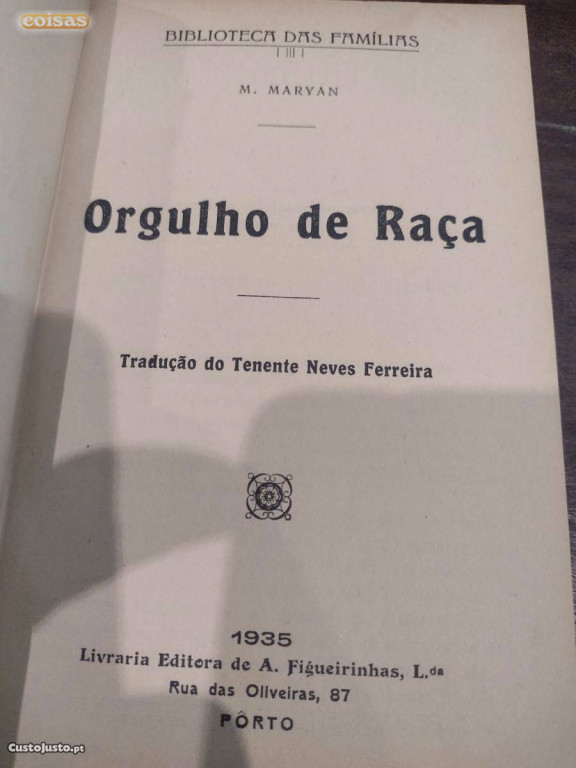 coisas
BIBLIOTECA DAS FAMÍLIAS
M. MARYAN
Orgulho de Raça
Tradução do Tenente Neves Ferreira
1935
Livraria Editora de A. Figueirinhas, L.da
Rua das Oliveiras, 87
PÔRTO
CustoJusto.pt